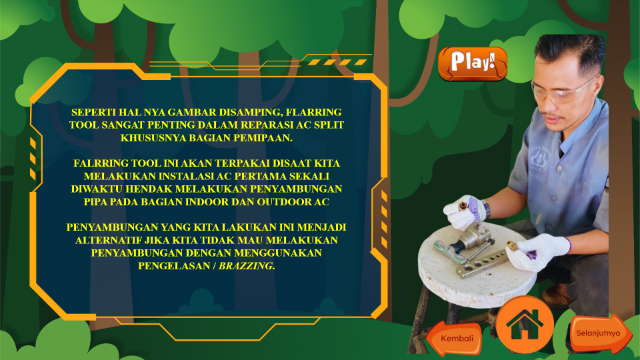 SEPERTI HAL NYA GAMBAR DISAMPING, FLARRING
TOOL SANGAT PENTING DALAM REPARASI AC SPLIT
KHUSUSNYA BAGIAN PEMIPAAN.
FALRRING TOOL INI AKAN TERPAKAI DISAAT KITA
MELAKUKAN INSTALASI AC PERTAMA SEKALI
DIWAKTU HENDAK MELAKUKAN PENYAMBUNGAN
PIPA PADA BAGIAN INDOOR DAN OUTDOOR AC
PENYAMBUNGAN YANG KITA LAKUKAN INI MENJADI
ALTERNATIF JIKA KITA TIDAK MAU MELAKUKAN
PENYAMBUNGAN DENGAN MENGGUNAKAN
PENGELASAN / BRAZZING.
Play!
Kembali
Selanjutnya